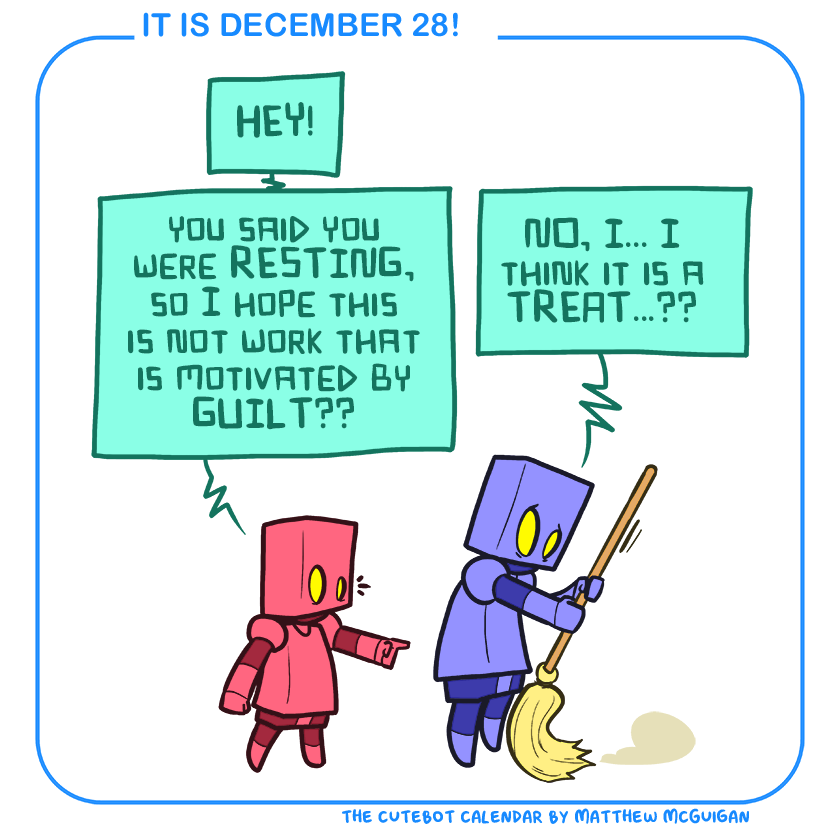 IT IS DECEMBER 28!
HEY!
YOU SAID YOU
WERE RESTING,
SO I HOPE THIS
IS NOT WORK THAT
IS MOTIVATED BY
GUILT??
NO, I... I
THINK IT IS A
TREAT...??
THE CUTEBOT CALENDAR BY MATTHEW MCGUIGAN